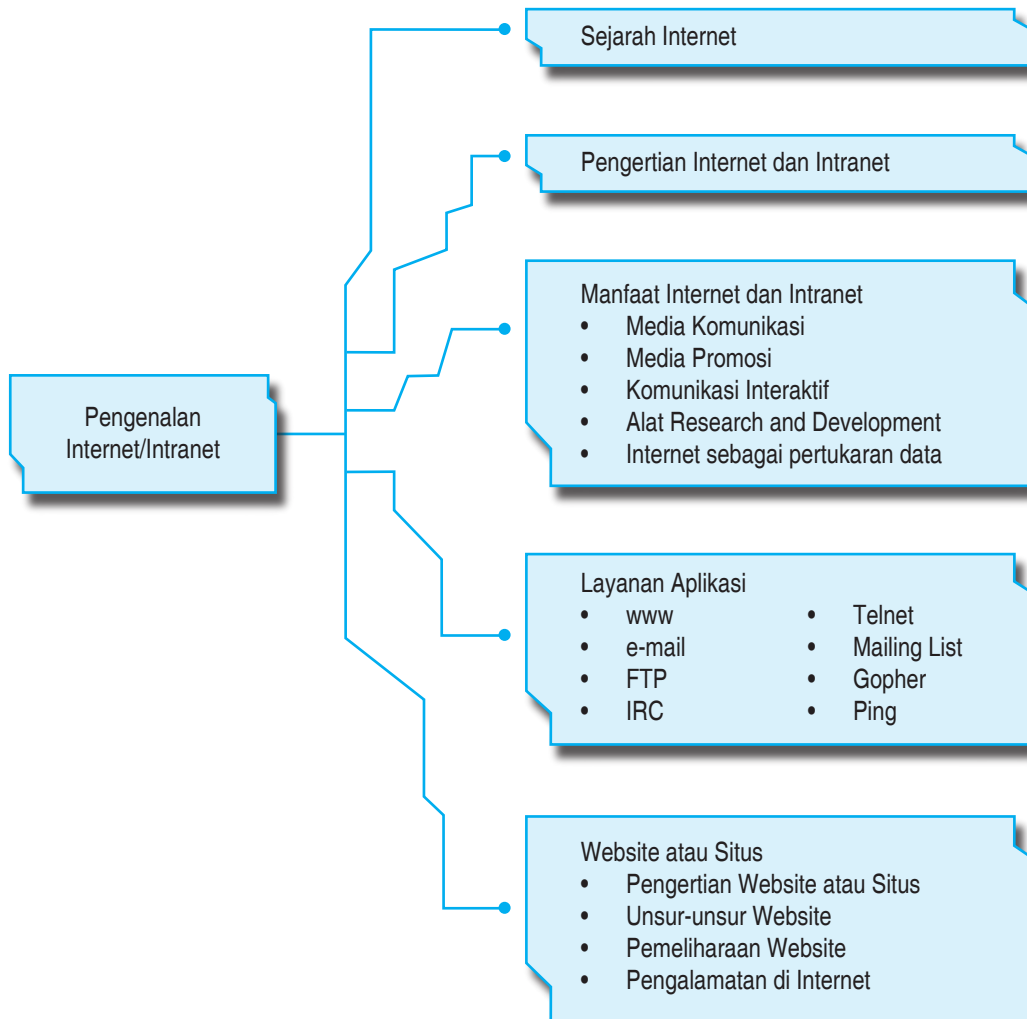 Sejarah Internet
Pengertian Internet dan Intranet
Manfaat Internet dan Intranet
• Media Komunikasi
• Media Promosi
• Komunikasi Interaktif
• Alat Research and Development
• Internet sebagai pertukaran data
Pengenalan
Internet/Intranet
Layanan Aplikasi
• www
• e-mail
• FTP
• IRC
• Telnet
• Mailing List
• Gopher
• Ping
Website atau Situs
• Pengertian Website atau Situs
• Unsur-unsur Website
• Pemeliharaan Website
• Pengalamatan di Internet